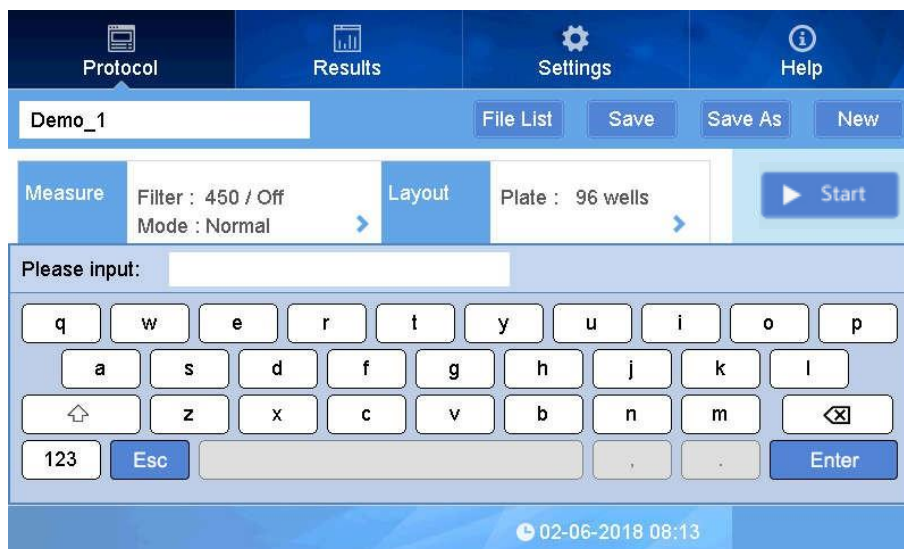 Protocol Results Settings Help
Demo_1 File List Save Save As New
Measure Filter : 450 / Off Layout Plate : 96 wells Start
Mode : Normal
Please input:
q w e r t y u i o p
a s d f g h j k l
z x c v b n m
123 Esc , . Enter
02-06-2018 08:13